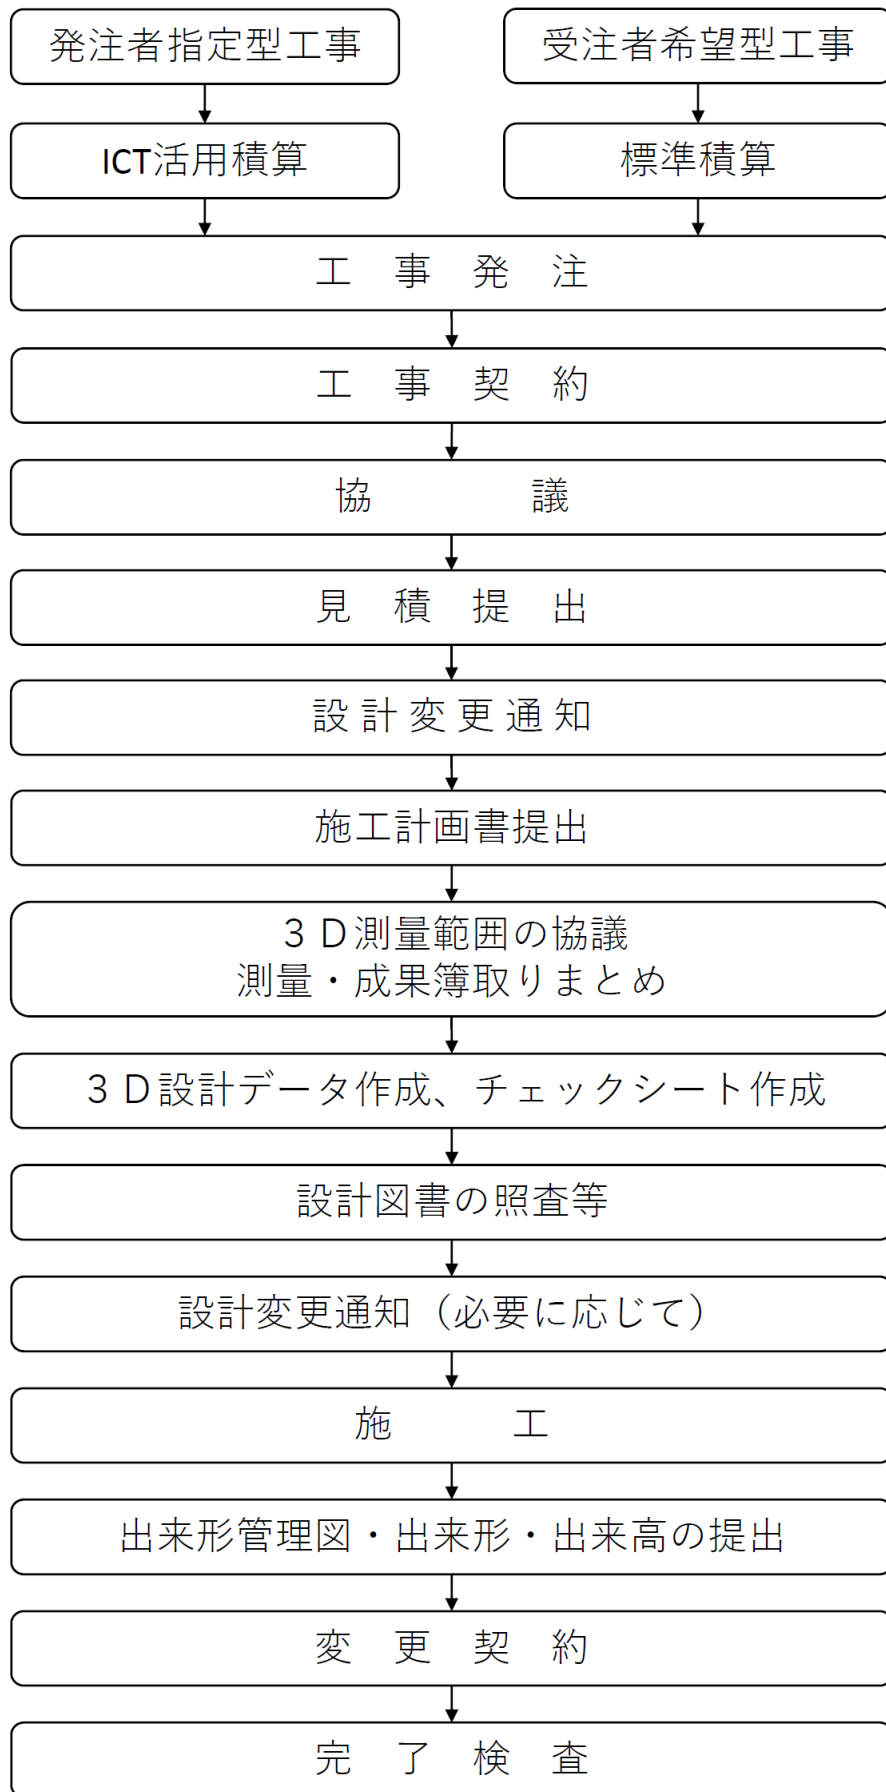 発注者指定型工事
受注者希望型工事
ICT活用積算
標準積算
工　事　発　注
工　事　契　約
協　　　　議
見　積　提　出
設 計 変 更 通 知
施工計画書提出
３Ｄ測量範囲の協議
測量・成果簿取りまとめ
３Ｄ設計データ作成、チェックシート作成
設計図書の照査等
設計変更通知（必要に応じて）
施　　　工
出来形管理図・出来形・出来高の提出
変　更　契　約
完　了　検　査